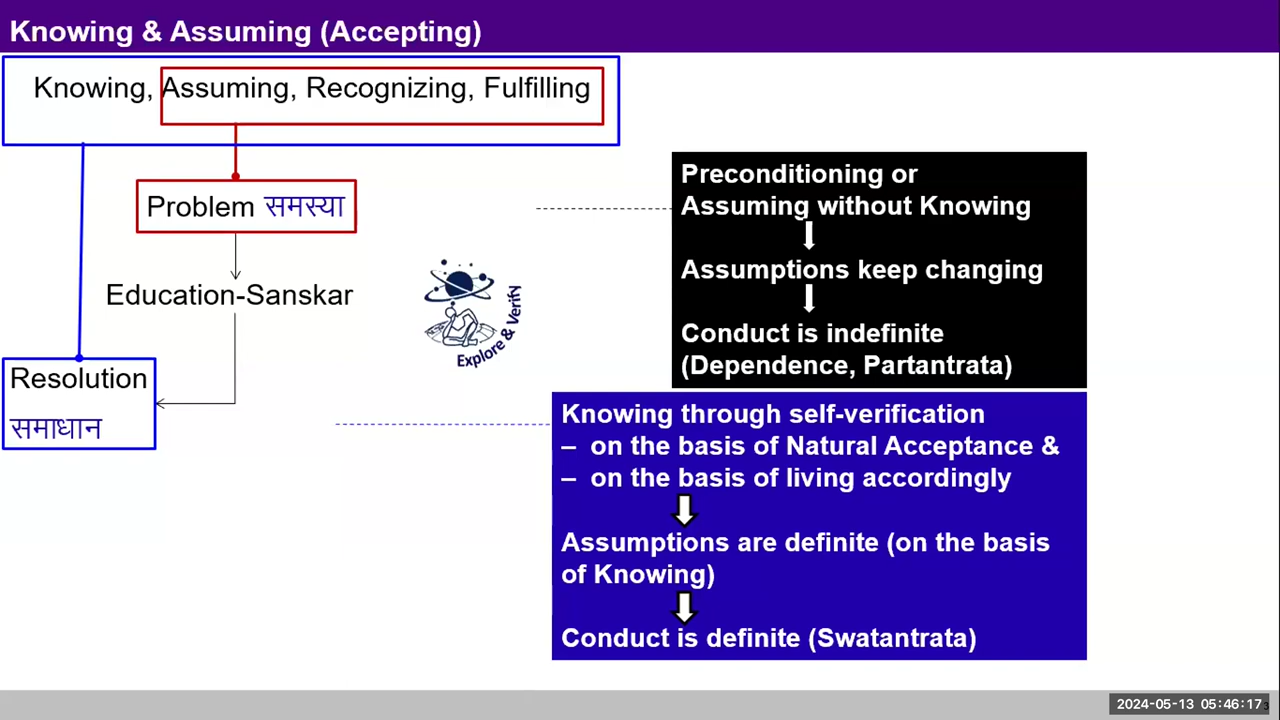 Knowing & Assuming (Accepting)
Knowing, Assuming, Recognizing, Fulfilling
Problem समस्या
Education-Sanskar
Resolution
समाधान
Explore & Verify
Preconditioning or
Assuming without Knowing
Assumptions keep changing
Conduct is indefinite
(Dependence, Partantrata)
Knowing through self-verification
– on the basis of Natural Acceptance &
– on the basis of living accordingly
Assumptions are definite (on the basis
of Knowing)
Conduct is definite (Swatantrata)
2024-05-13 05:46:17
3